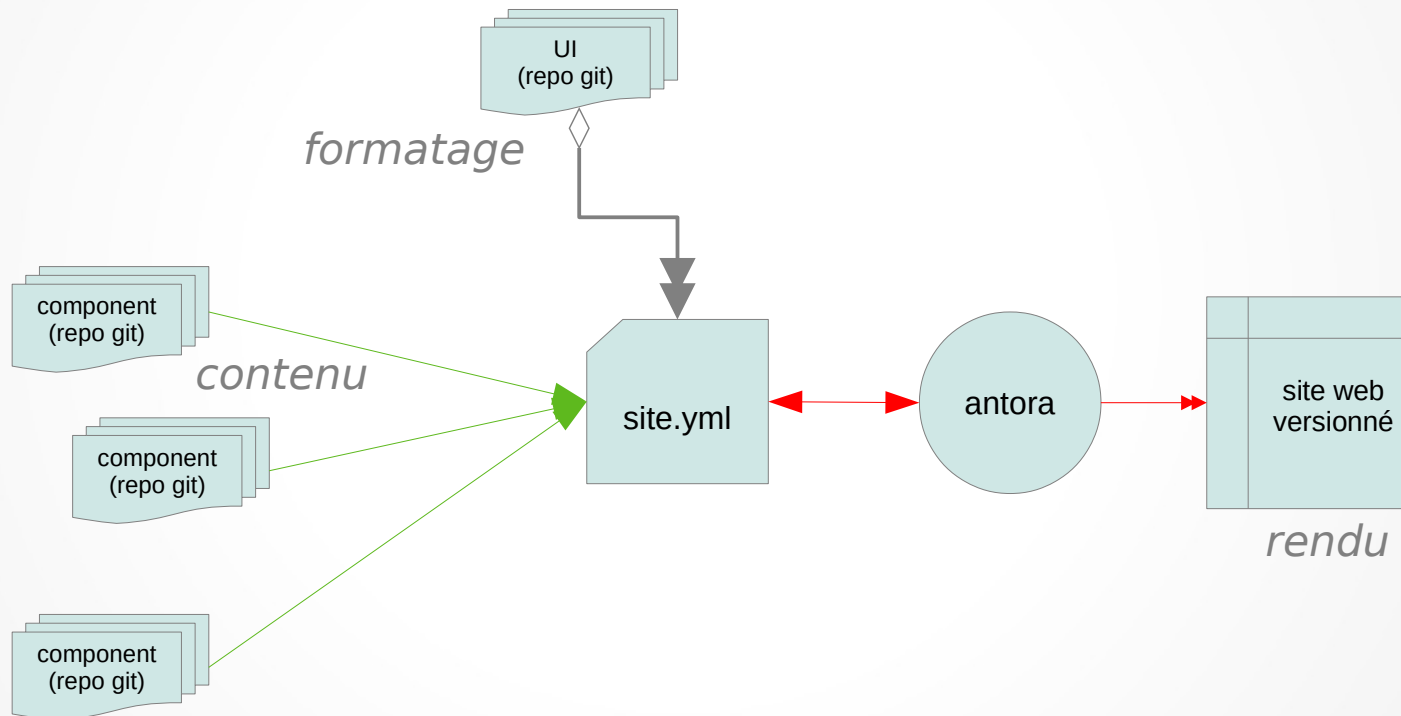 UI
(repo git)
formatage
component
(repo git)
contenu
component
(repo git)
component
(repo git)
site.yml
antora
site web
versionné
rendu